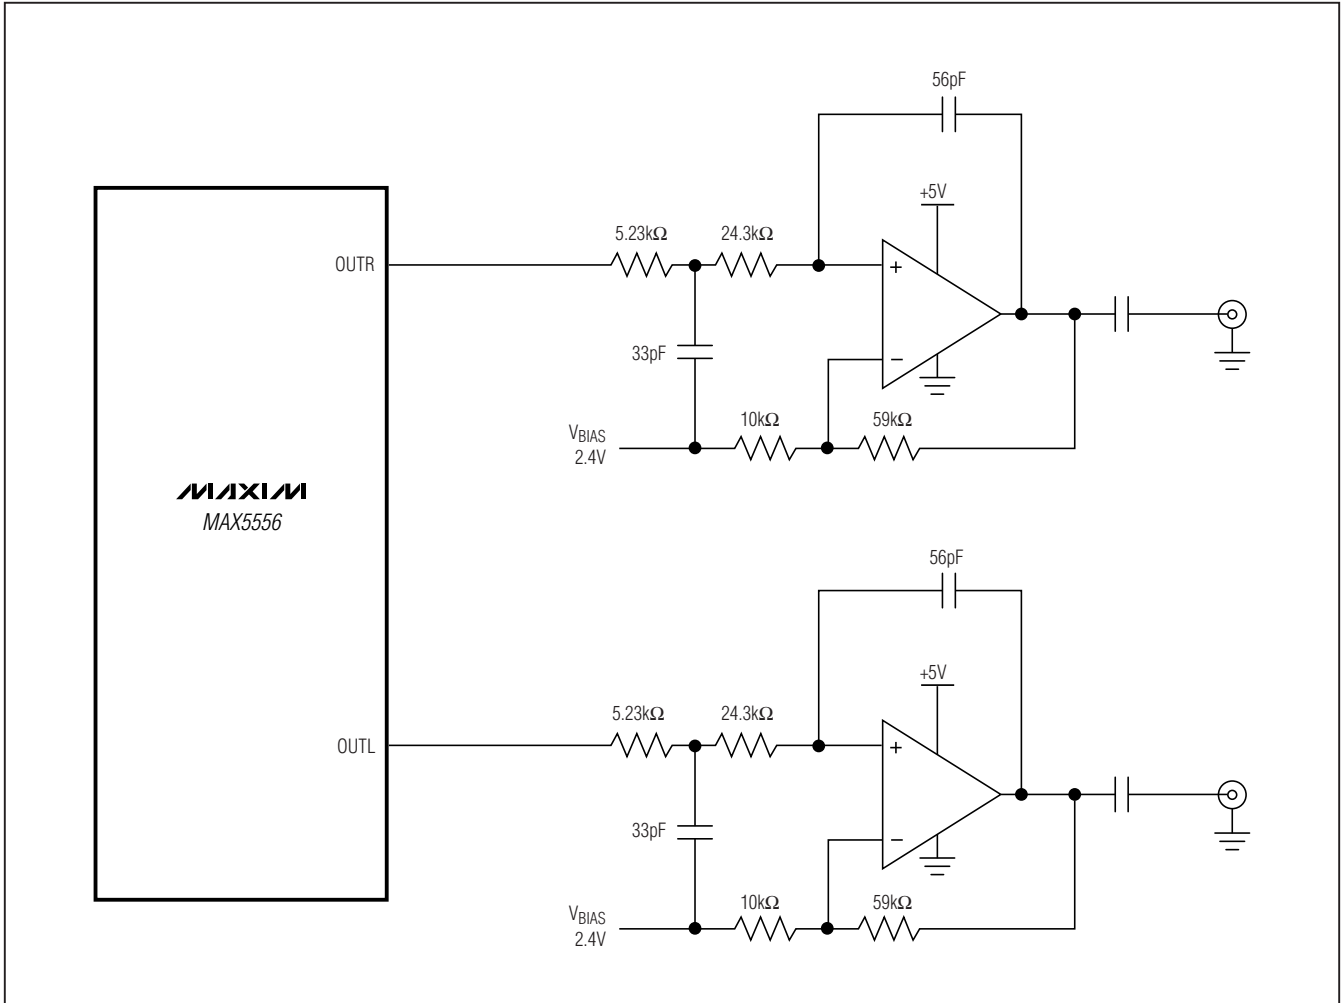 56pF
+5V
5.23kΩ
24.3kΩ
OUTR
+
33pF
−
10kΩ
59kΩ
VBIAS
2.4V
MAXIM
MAX5556
56pF
+5V
5.23kΩ
24.3kΩ
OUTL
+
33pF
−
10kΩ
59kΩ
VBIAS
2.4V